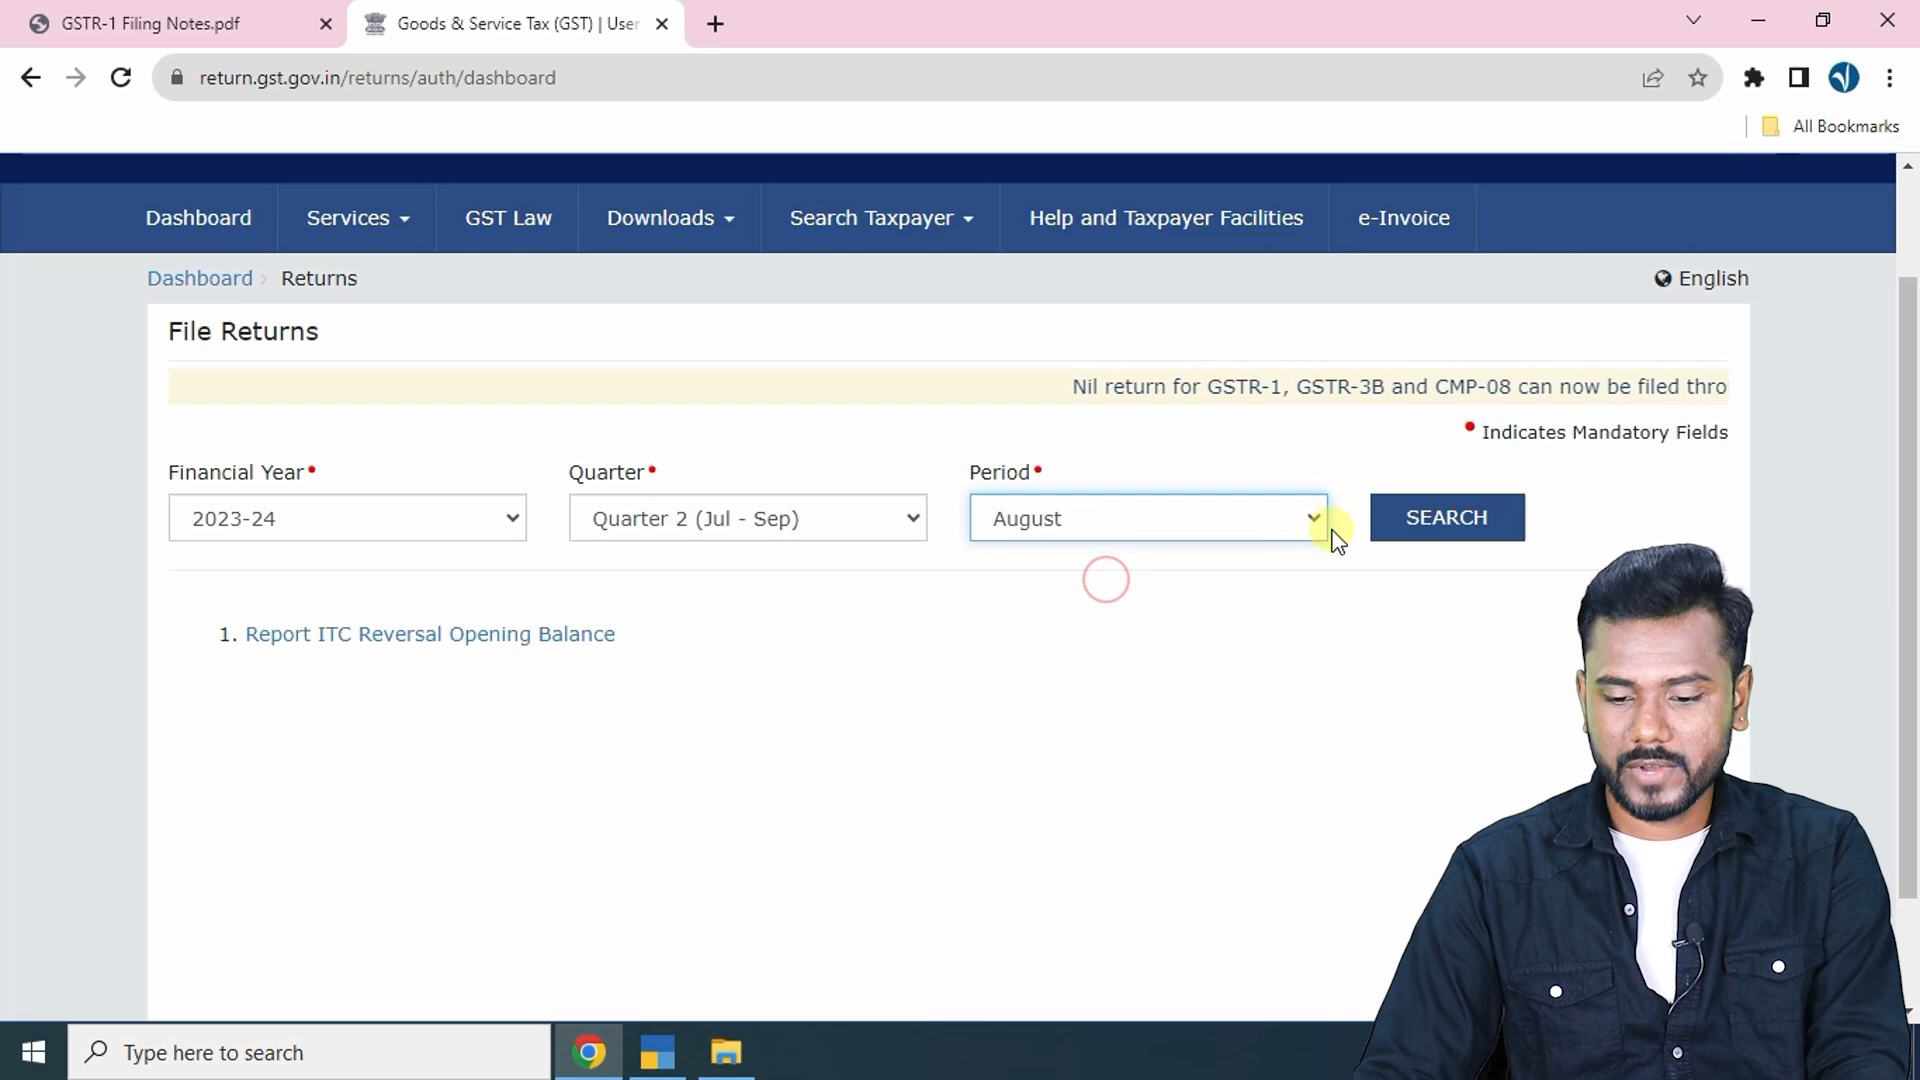 GSTR-1 Filing Notes.pdf
Goods & Service Tax (GST) | User
return.gst.gov.in/returns/auth/dashboard
All Bookmarks
Dashboard Services GST Law Downloads Search Taxpayer Help and Taxpayer Facilities e-Invoice
Dashboard Returns
English
File Returns
Nil return for GSTR-1, GSTR-3B and CMP-08 can now be filed thro
• Indicates Mandatory Fields
Financial Year• Quarter• Period•
2023-24 Quarter 2 (Jul - Sep) August SEARCH
1. Report ITC Reversal Opening Balance
Type here to search